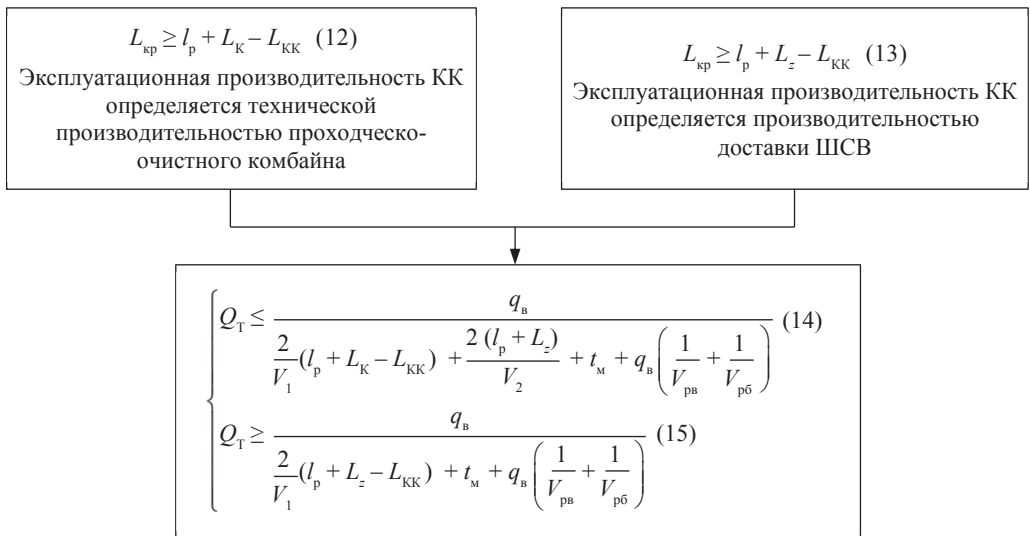 L_кр ≥ l_р + L_К – L_КК (12)
Эксплуатационная производительность КК
определяется технической
производительностью проходческо-
очистного комбайна
L_кр ≥ l_р + L_z – L_КК (13)
Эксплуатационная производительность КК
определяется производительностью
доставки ШСВ
Q_Т ≤ q_в / (2/V_1 (l_р + L_К – L_КК) + 2 (l_р + L_z)/V_2 + t_м + q_в (1/V_рв + 1/V_рб)) (14)
Q_Т ≥ q_в / (2/V_1 (l_р + L_z – L_КК) + t_м + q_в (1/V_рв + 1/V_рб)) (15)